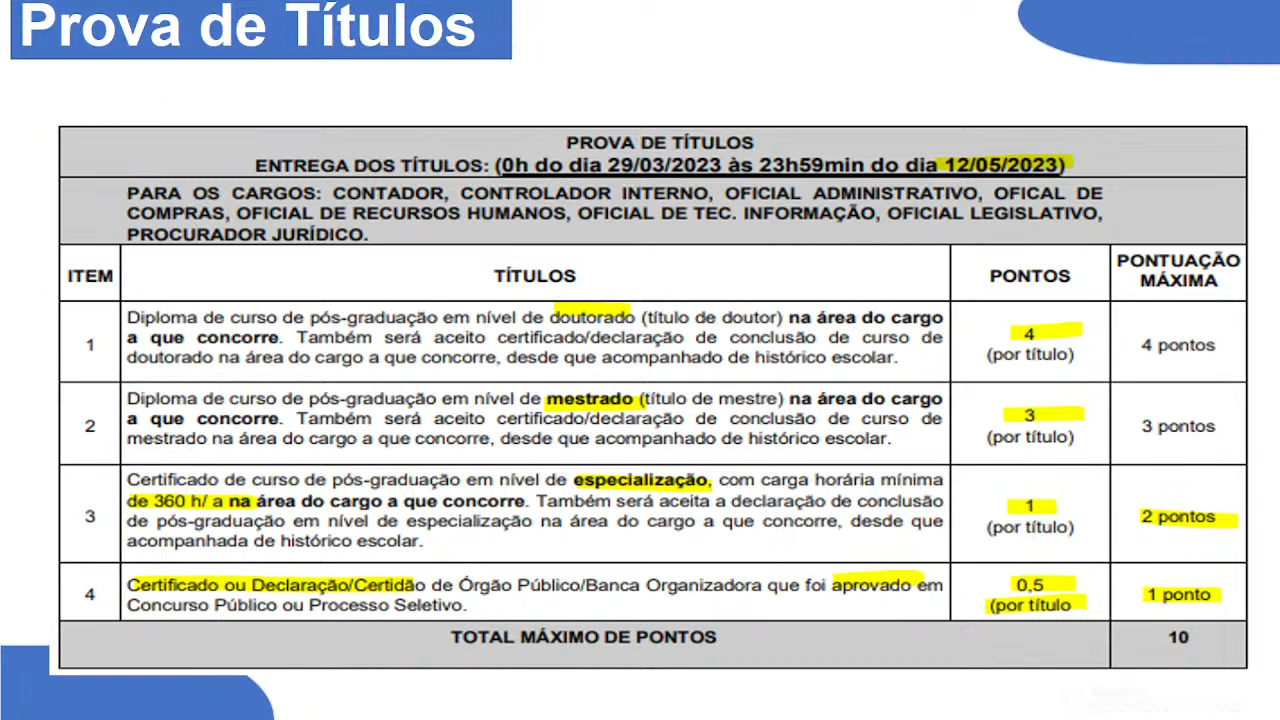 Prova de Títulos
PROVA DE TÍTULOS
ENTREGA DOS TÍTULOS: (0h do dia 29/03/2023 às 23h59min do dia 12/05/2023)
PARA OS CARGOS: CONTADOR, CONTROLADOR INTERNO, OFICIAL ADMINISTRATIVO, OFICAL DE
COMPRAS, OFICIAL DE RECURSOS HUMANOS, OFICIAL DE TEC. INFORMAÇÃO, OFICIAL LEGISLATIVO,
PROCURADOR JURÍDICO.
ITEM
TÍTULOS
PONTOS
PONTUAÇÃO
MÁXIMA
1
Diploma de curso de pós-graduação em nível de doutorado (título de doutor) na área do cargo
a que concorre. Também será aceito certificado/declaração de conclusão de curso de
doutorado na área do cargo a que concorre, desde que acompanhado de histórico escolar.
4
(por título)
4 pontos
2
Diploma de curso de pós-graduação em nível de mestrado (título de mestre) na área do cargo
a que concorre. Também será aceito certificado/declaração de conclusão de curso de
mestrado na área do cargo a que concorre, desde que acompanhado de histórico escolar.
3
(por título)
3 pontos
3
Certificado de curso de pós-graduação em nível de especialização, com carga horária mínima
de 360 h/ a na área do cargo a que concorre. Também será aceita a declaração de conclusão
de pós-graduação em nível de especialização na área do cargo a que concorre, desde que
acompanhada de histórico escolar.
1
(por título)
2 pontos
4
Certificado ou Declaração/Certidão de Órgão Público/Banca Organizadora que foi aprovado em
Concurso Público ou Processo Seletivo.
0,5
(por título
1 ponto
TOTAL MÁXIMO DE PONTOS
10